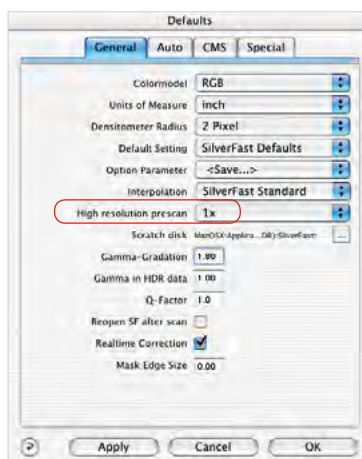 Defaults
General Auto CMS Special
Colormodel RGB
Units of Measure inch
Densitometer Radius 2 Pixel
Default Setting SilverFast Defaults
Option Parameter <Save...>
Interpolation SilverFast Standard
High resolution prescan 1x
Scratch disk ...
Gamma-Gradation 1.80
Gamma in HDR data 1.00
Q-Factor 1.0
Reopen SF after scan
Realtime Correction
Mask Edge Size 0.00
Apply Cancel OK